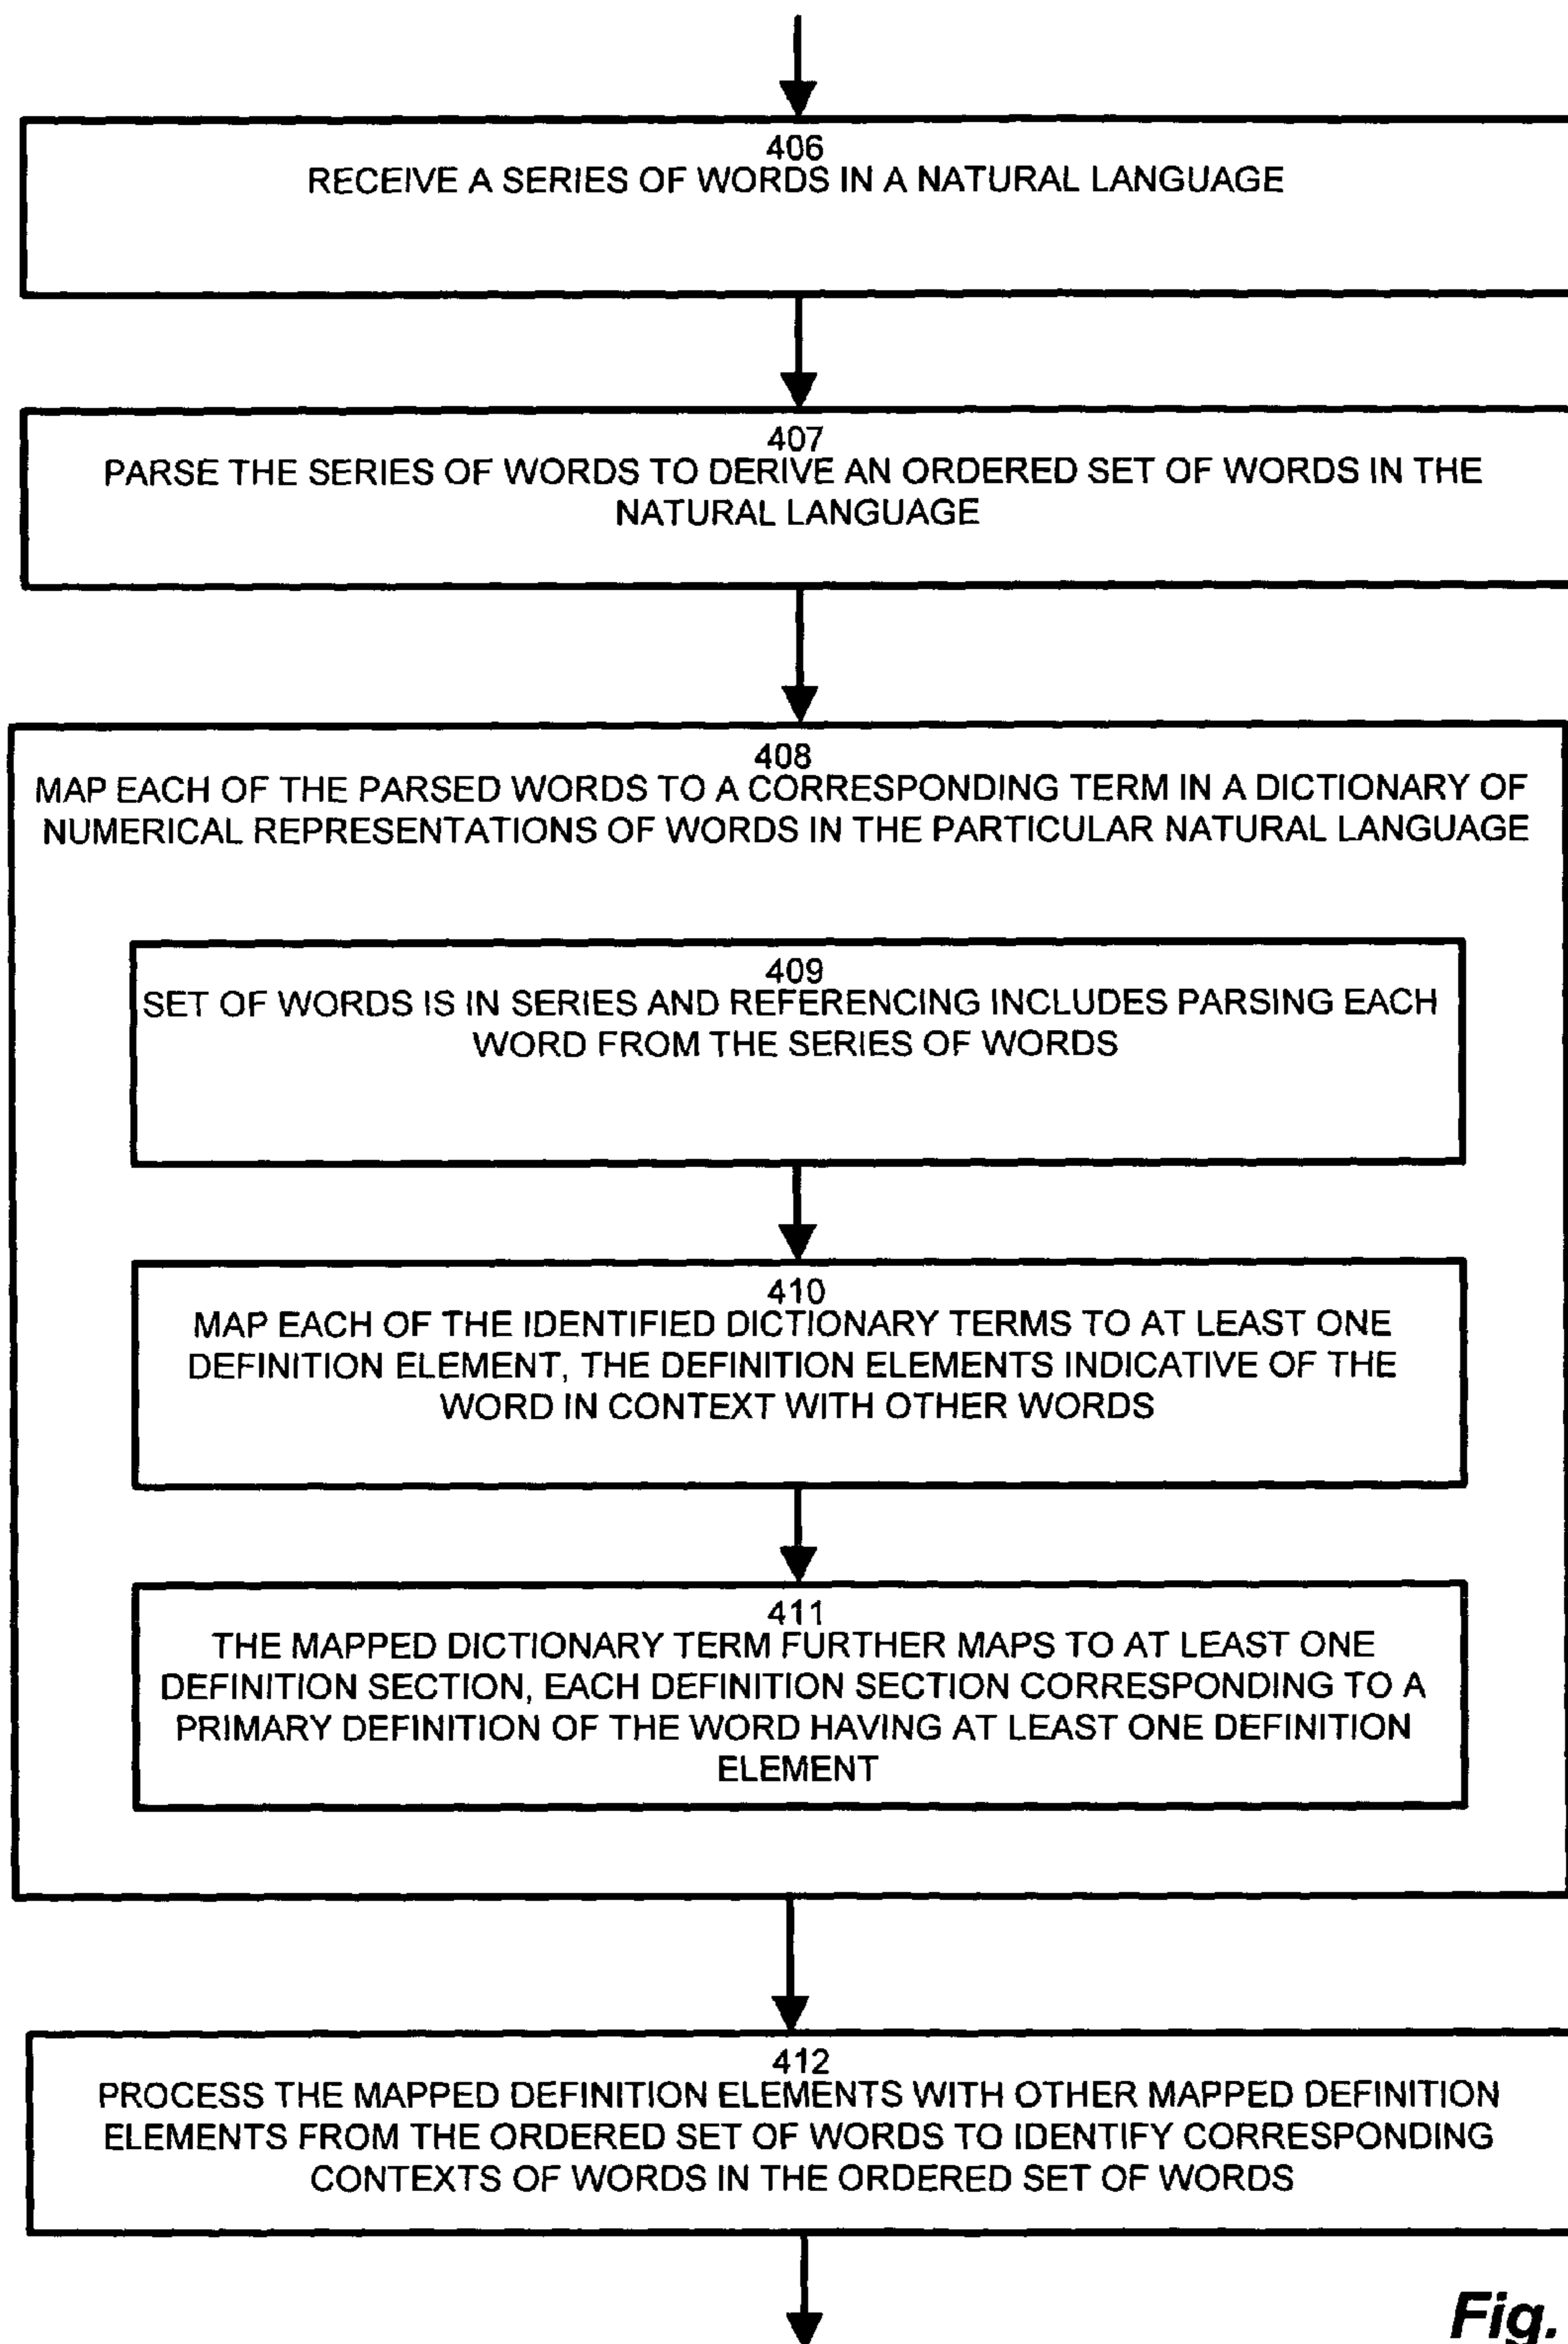 406
RECEIVE A SERIES OF WORDS IN A NATURAL LANGUAGE
407
PARSE THE SERIES OF WORDS TO DERIVE AN ORDERED SET OF WORDS IN THE
NATURAL LANGUAGE
408
MAP EACH OF THE PARSED WORDS TO A CORRESPONDING TERM IN A DICTIONARY OF
NUMERICAL REPRESENTATIONS OF WORDS IN THE PARTICULAR NATURAL LANGUAGE
409
SET OF WORDS IS IN SERIES AND REFERENCING INCLUDES PARSING EACH
WORD FROM THE SERIES OF WORDS
410
MAP EACH OF THE IDENTIFIED DICTIONARY TERMS TO AT LEAST ONE
DEFINITION ELEMENT, THE DEFINITION ELEMENTS INDICATIVE OF THE
WORD IN CONTEXT WITH OTHER WORDS
411
THE MAPPED DICTIONARY TERM FURTHER MAPS TO AT LEAST ONE
DEFINITION SECTION, EACH DEFINITION SECTION CORRESPONDING TO A
PRIMARY DEFINITION OF THE WORD HAVING AT LEAST ONE DEFINITION
ELEMENT
412
PROCESS THE MAPPED DEFINITION ELEMENTS WITH OTHER MAPPED DEFINITION
ELEMENTS FROM THE ORDERED SET OF WORDS TO IDENTIFY CORRESPONDING
CONTEXTS OF WORDS IN THE ORDERED SET OF WORDS
Fig.